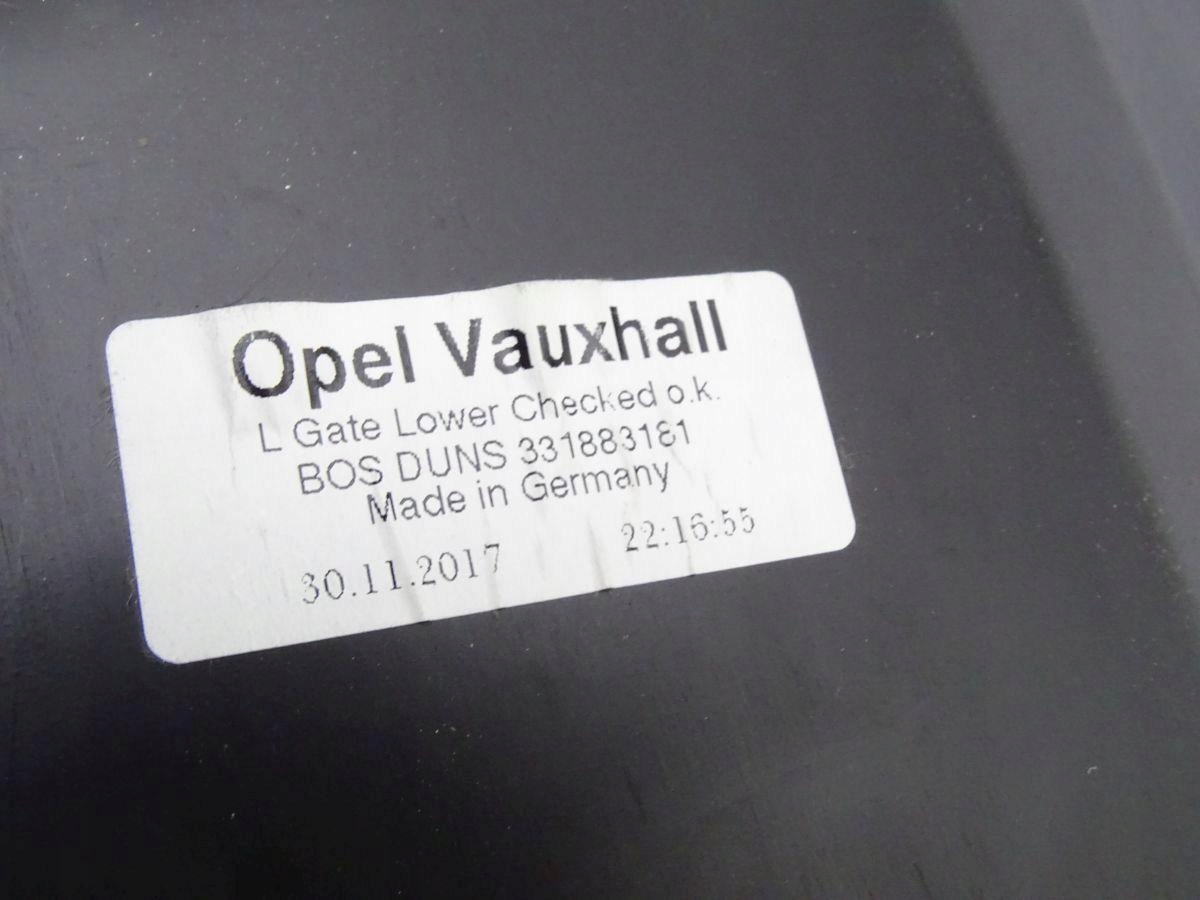 Opel Vauxhall
L Gate Lower Checked o.k.
BOS DUNS 331883181
Made in Germany
30.11.2017 22:16:55